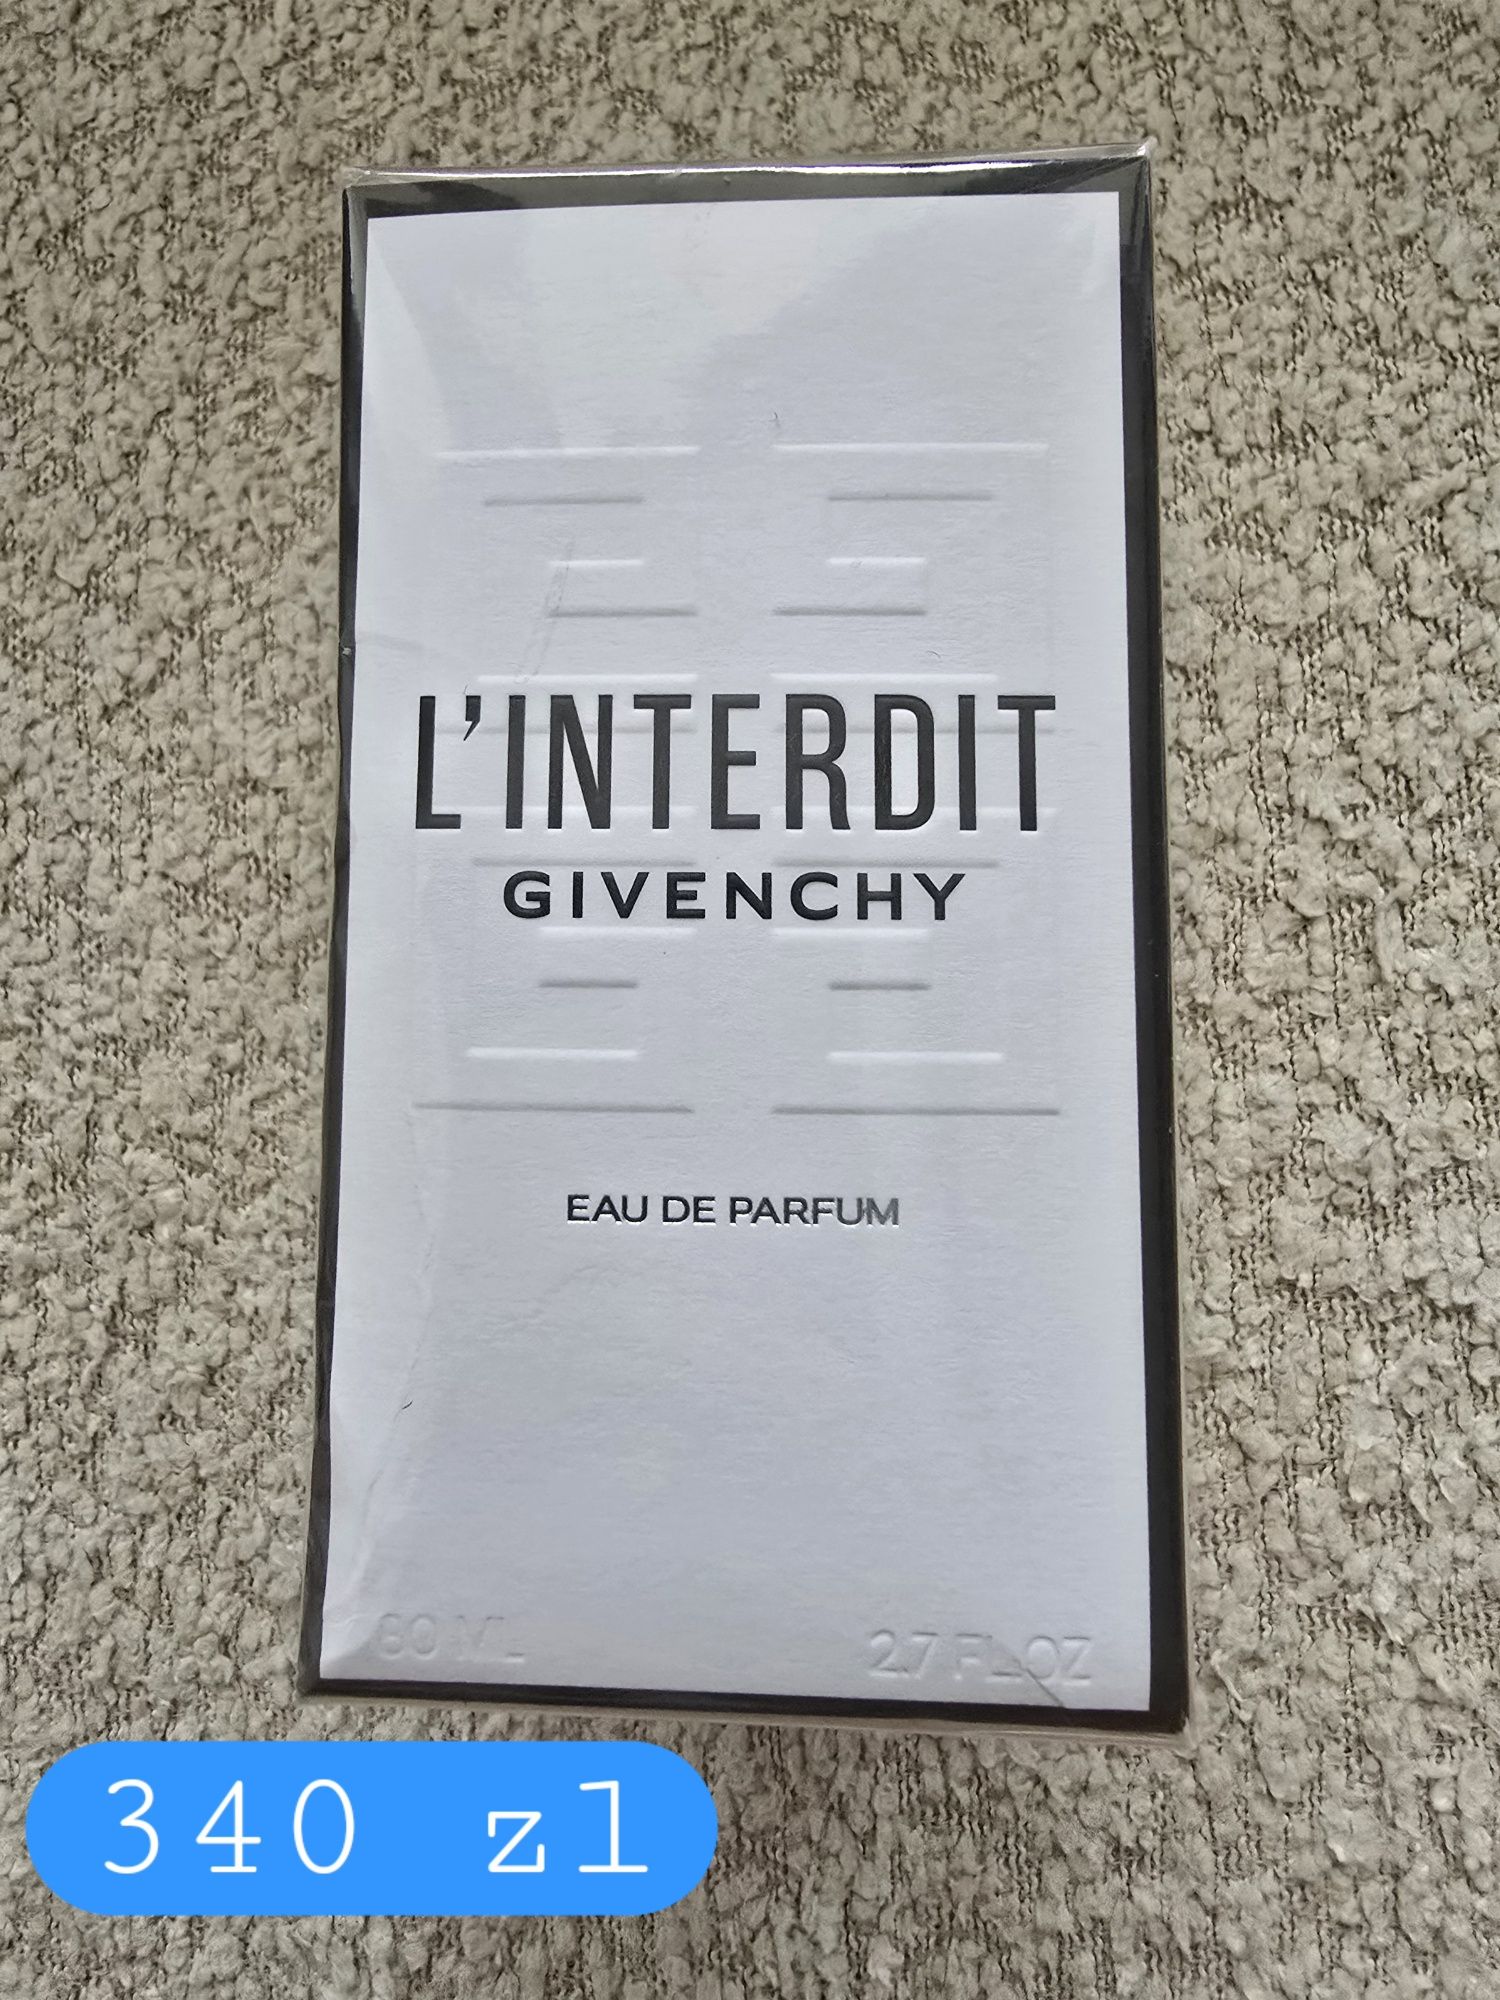 L'INTERDIT
GIVENCHY
EAU DE PARFUM
80 ML 2.7 FL.OZ
340 zl